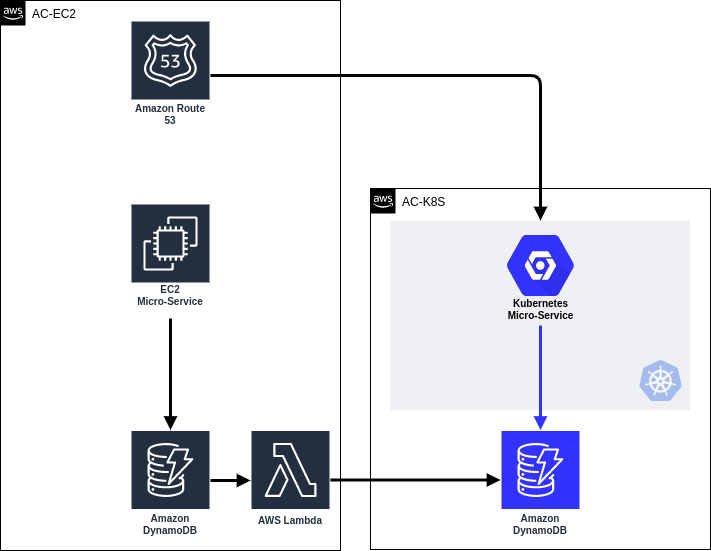 aws
AC-EC2
53
Amazon Route
53
EC2
Micro-Service
Amazon
DynamoDB
AWS Lambda
aws
AC-K8S
Kubernetes
Micro-Service
Amazon
DynamoDB